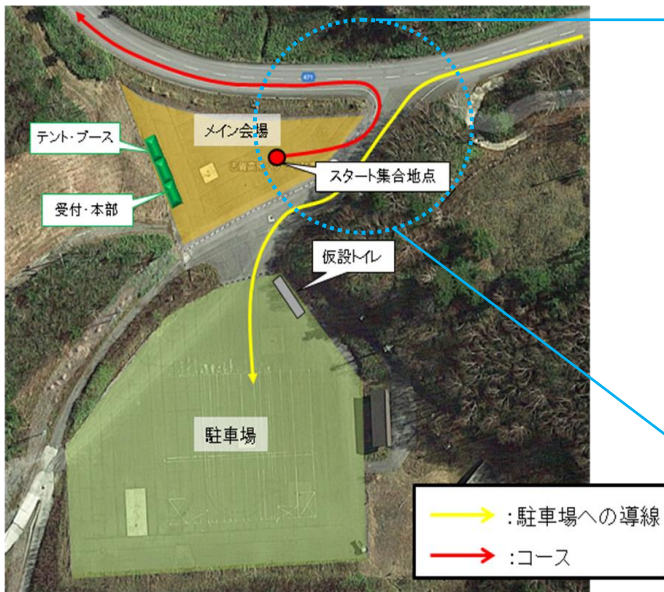 471
メイン会場
テント・ブース
スタート集合地点
受付・本部
仮設トイレ
駐車場
:駐車場への導線
:コース